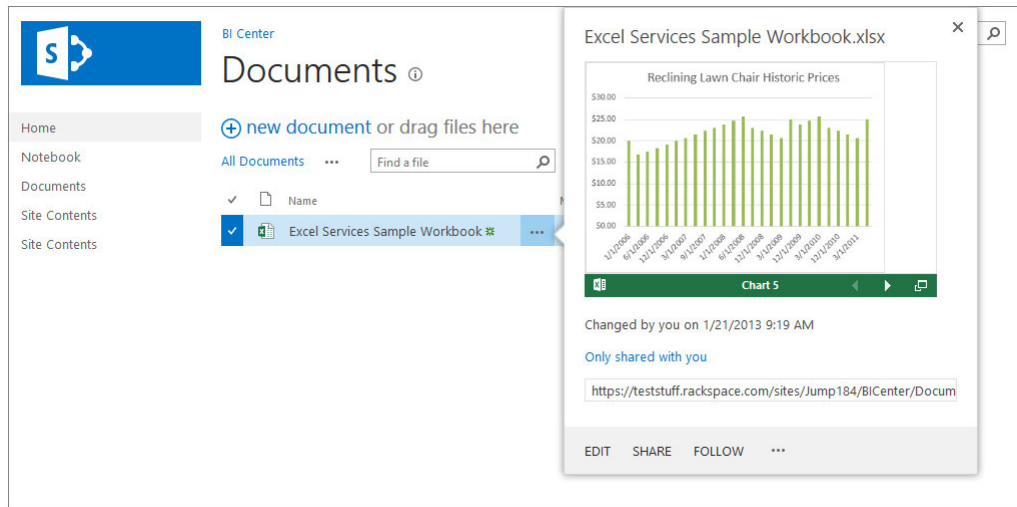 S
BI Center
Documents
Home
Notebook
Documents
Site Contents
Site Contents
new document or drag files here
All Documents ...
Find a file
Name
Excel Services Sample Workbook
...
Excel Services Sample Workbook.xlsx
Reclining Lawn Chair Historic Prices
$30.00
$25.00
$20.00
$15.00
$10.00
$5.00
$0.00
1/1/2006 6/1/2006 12/1/2006 3/1/2007 9/1/2007 1/1/2008 6/1/2008 12/1/2008 3/1/2009 12/1/2009 3/1/2010 12/1/2010 3/1/2011
Chart 5
Changed by you on 1/21/2013 9:19 AM
Only shared with you
https://teststuff.rackspace.com/sites/Jump184/BICenter/Docum
EDIT SHARE FOLLOW ...